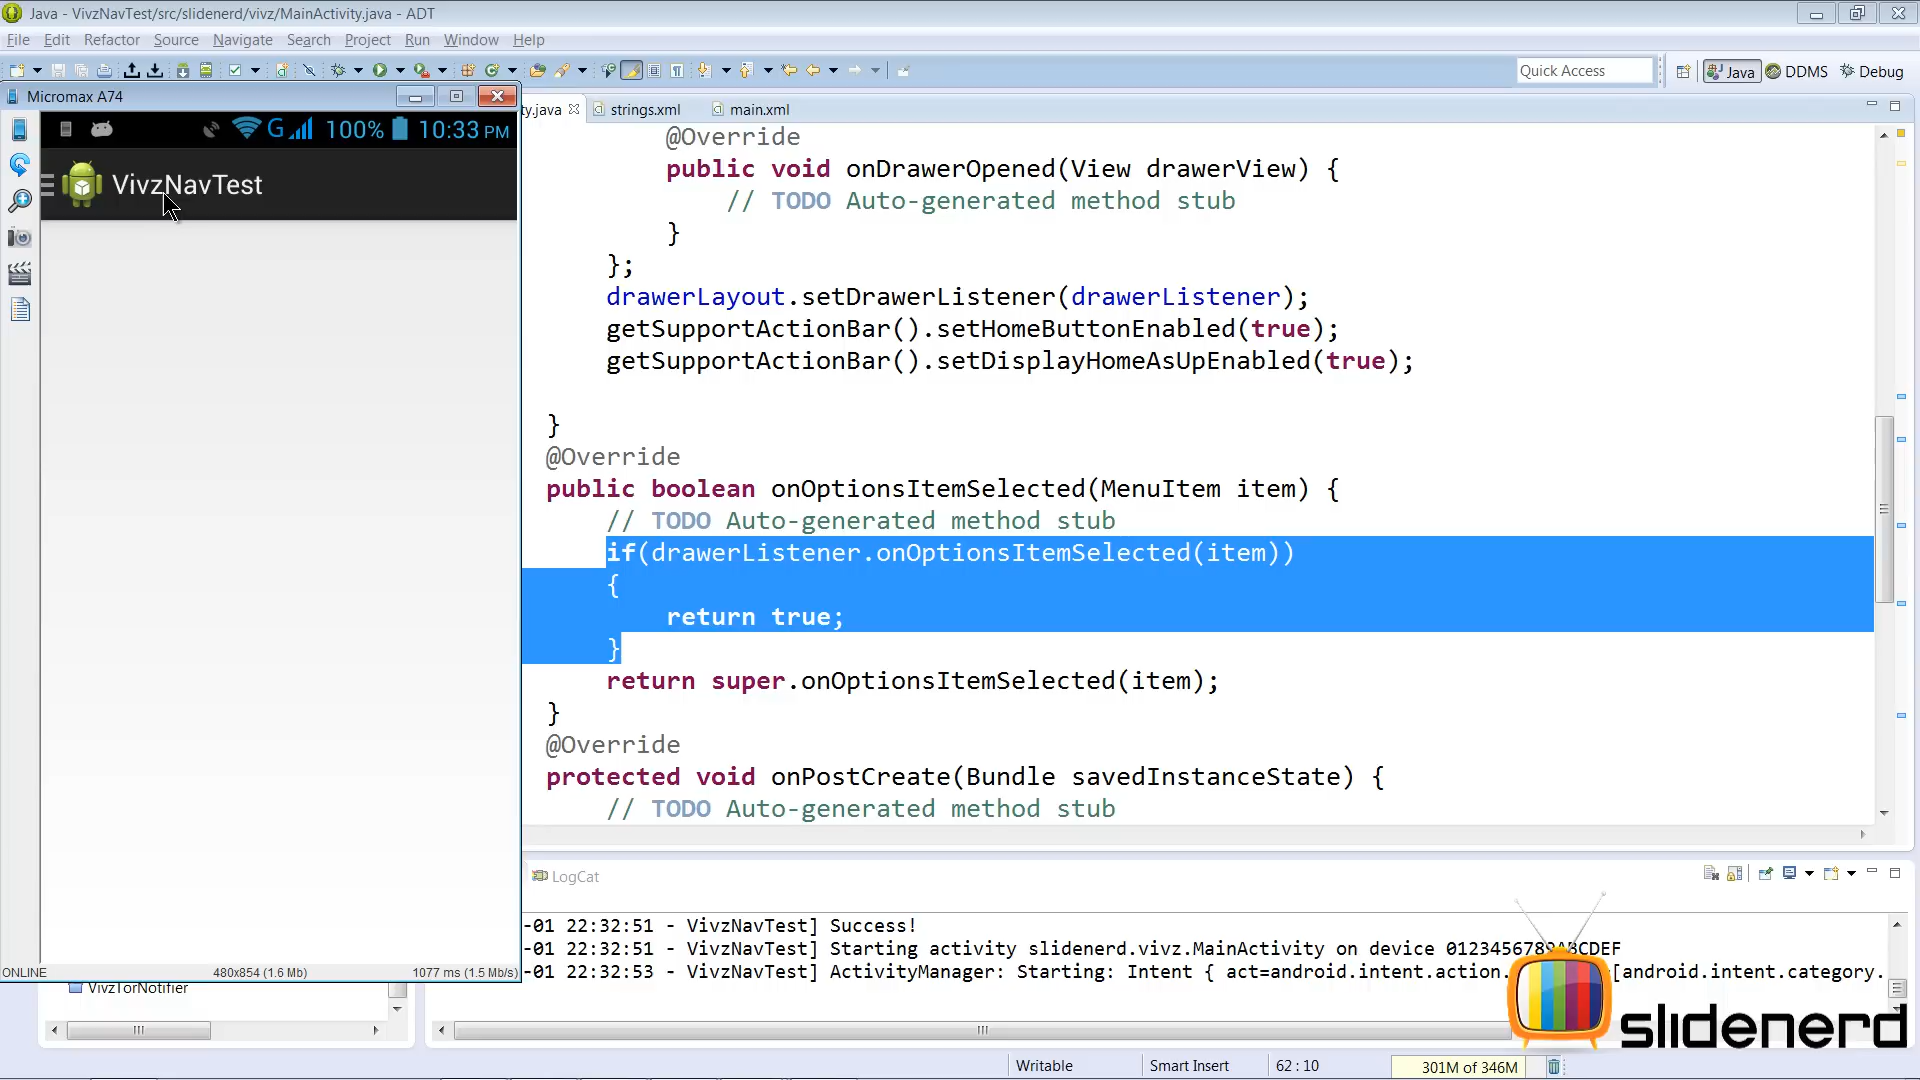 Java - VivzNavTest/src/slidenerd/vivz/MainActivity.java - ADT
File Edit Refactor Source Navigate Search Project Run Window Help
Quick Access
Java DDMS Debug
Micromax A74
ty.java strings.xml main.xml
G 100% 10:33 PM
VivzNavTest
@Override
public void onDrawerOpened(View drawerView) {
// TODO Auto-generated method stub
}
};
drawerLayout.setDrawerListener(drawerListener);
getSupportActionBar().setHomeButtonEnabled(true);
getSupportActionBar().setDisplayHomeAsUpEnabled(true);
}
@Override
public boolean onOptionsItemSelected(MenuItem item) {
// TODO Auto-generated method stub
if(drawerListener.onOptionsItemSelected(item))
{
return true;
}
return super.onOptionsItemSelected(item);
}
@Override
protected void onPostCreate(Bundle savedInstanceState) {
// TODO Auto-generated method stub
LogCat
-01 22:32:51 - VivzNavTest] Success!
-01 22:32:51 - VivzNavTest] Starting activity slidenerd.vivz.MainActivity on device 0123456789ABCDEF
-01 22:32:53 - VivzNavTest] ActivityManager: Starting: Intent { act=android.intent.action. [android.intent.category.
ONLINE 480x854 (1.6 Mb) 1077 ms (1.5 Mb/s)
VivzTorNotifier
slidenerd
Writable Smart Insert 62 : 10 301M of 346M